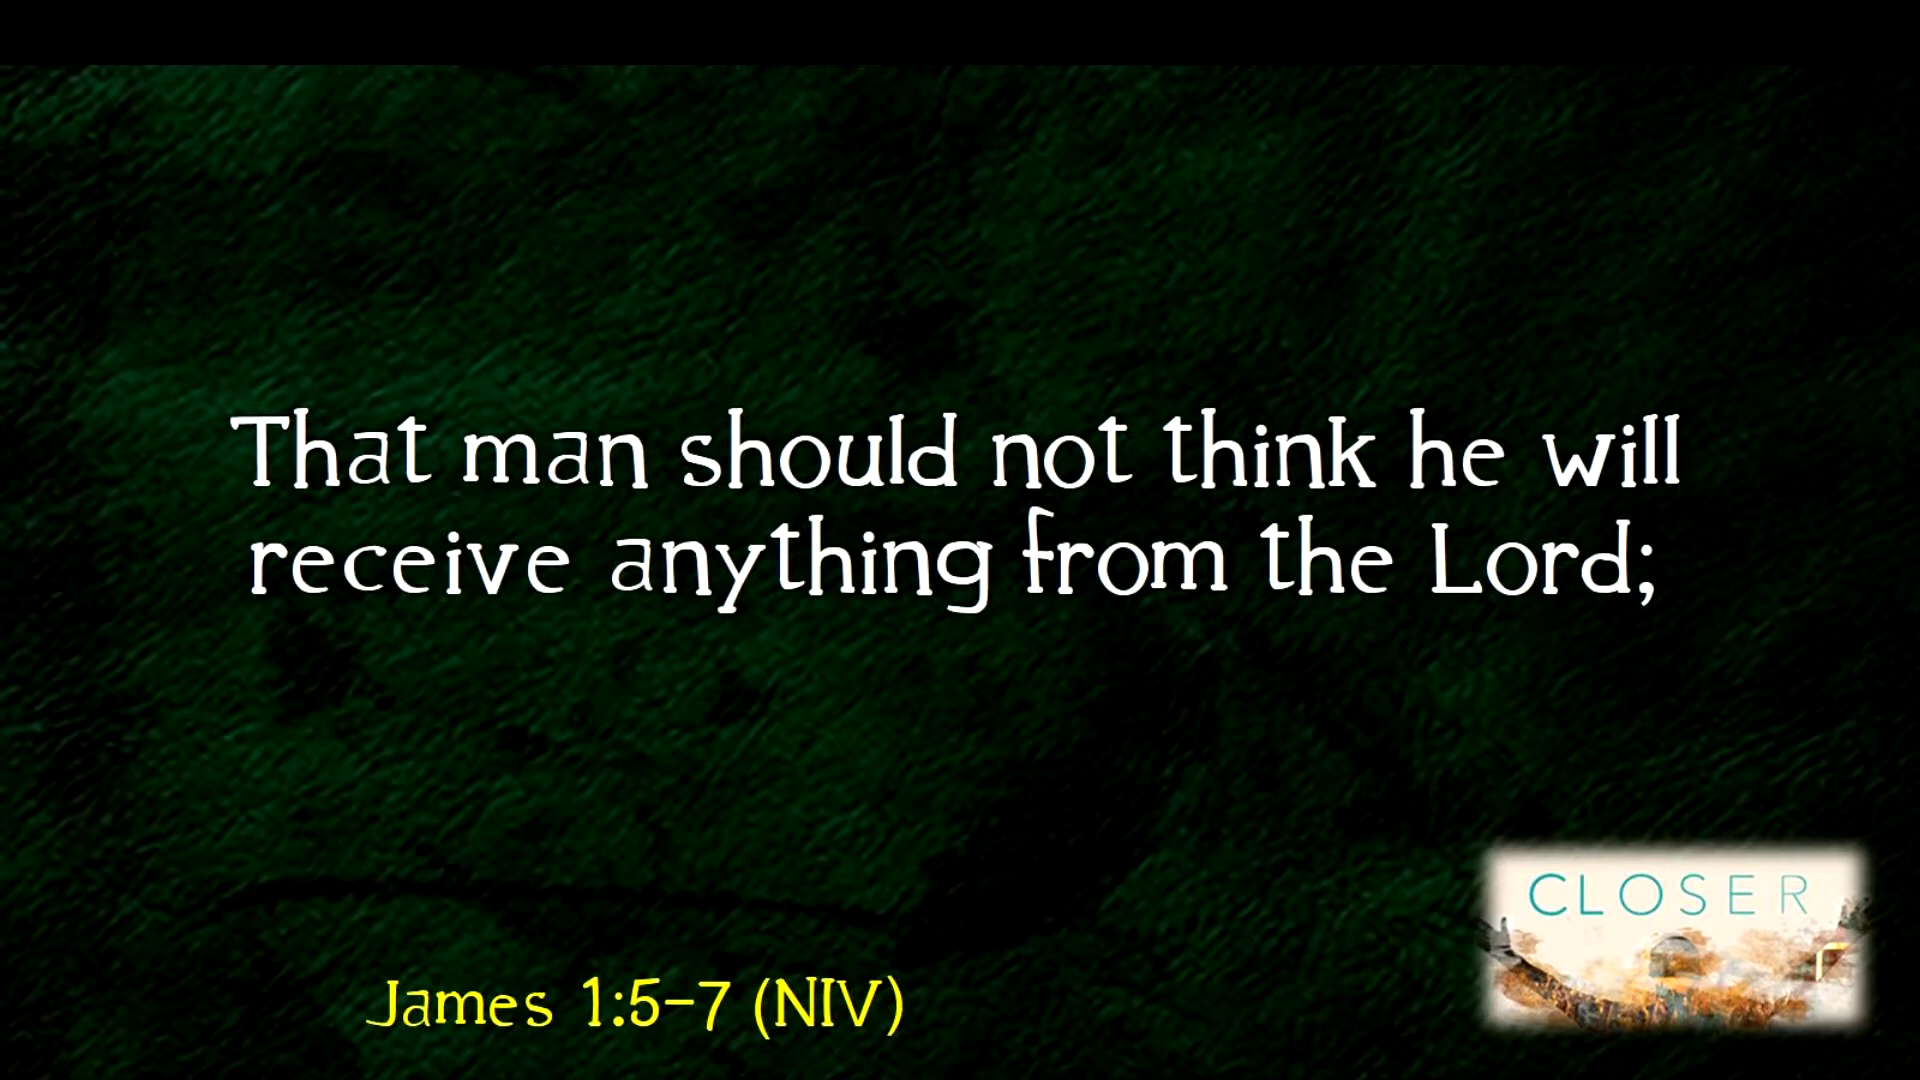 That man should not think he will
receive anything from the Lord;
James 1:5-7 (NIV)
CLOSER